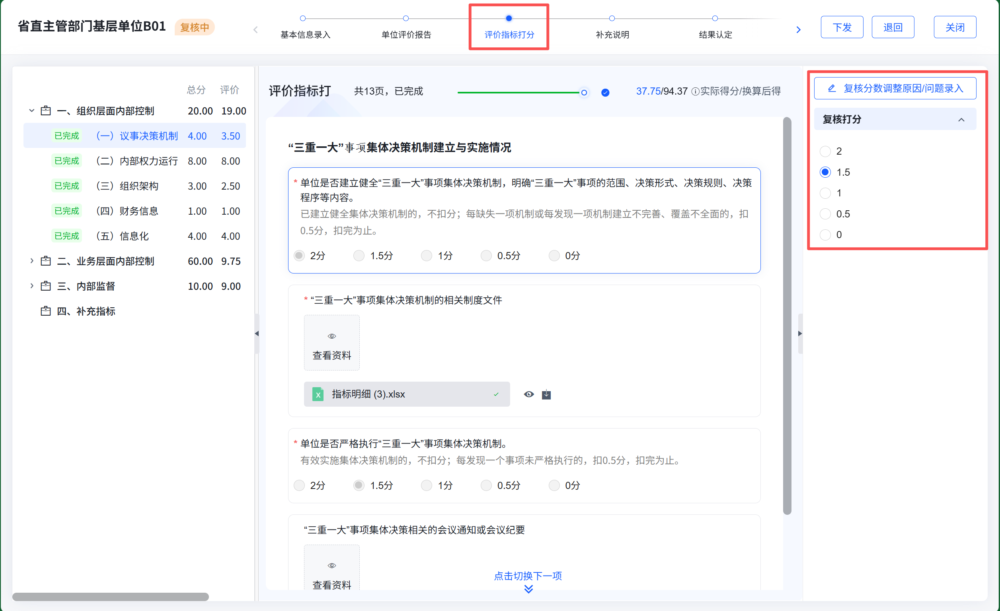 省直主管部门基层单位B01
复核中
基本信息录入
单位评价报告
评价指标打分
补充说明
结果认定
下发
退回
关闭
总分 评价
一、组织层面内部控制 20.00 19.00
已完成 （一）议事决策机制 4.00 3.50
已完成 （二）内部权力运行 8.00 8.00
已完成 （三）组织架构 3.00 2.50
已完成 （四）财务信息 1.00 1.00
已完成 （五）信息化 4.00 4.00
二、业务层面内部控制 60.00 9.75
三、内部监督 10.00 9.00
四、补充指标
评价指标打 共13页，已完成 37.75/94.37 实际得分/换算后得
“三重一大”事项集体决策机制建立与实施情况
* 单位是否建立健全“三重一大”事项集体决策机制，明确“三重一大”事项的范围、决策形式、决策规则、决策
程序等内容。
已建立健全集体决策机制的，不扣分；每缺失一项机制或每发现一项机制建立不完善、覆盖不全面的，扣
0.5分，扣完为止。
2分 1.5分 1分 0.5分 0分
* “三重一大”事项集体决策机制的相关制度文件
查看资料
X 指标明细 (3).xlsx
* 单位是否严格执行“三重一大”事项集体决策机制。
有效实施集体决策机制的，不扣分；每发现一个事项未严格执行的，扣0.5分，扣完为止。
2分 1.5分 1分 0.5分 0分
“三重一大”事项集体决策相关的会议通知或会议纪要
查看资料
点击切换下一项
复核分数调整原因/问题录入
复核打分
2
1.5
1
0.5
0